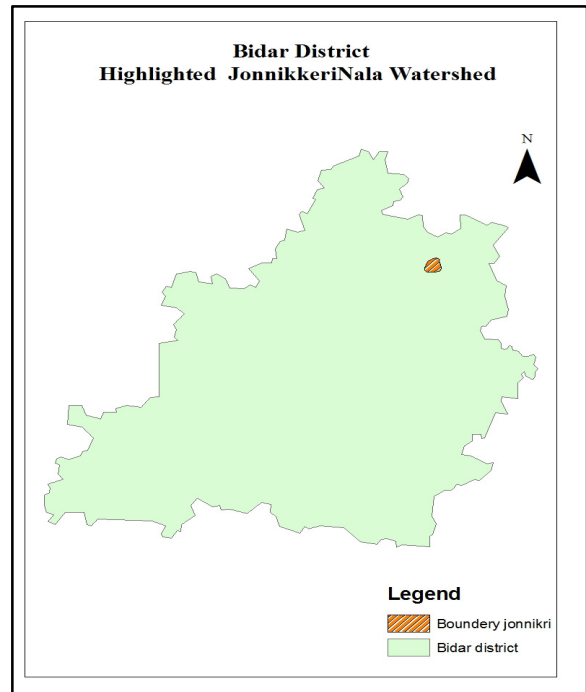 Bidar District
Highlighted JonnikkeriNala Watershed
N
Legend
Boundery jonnikri
Bidar district